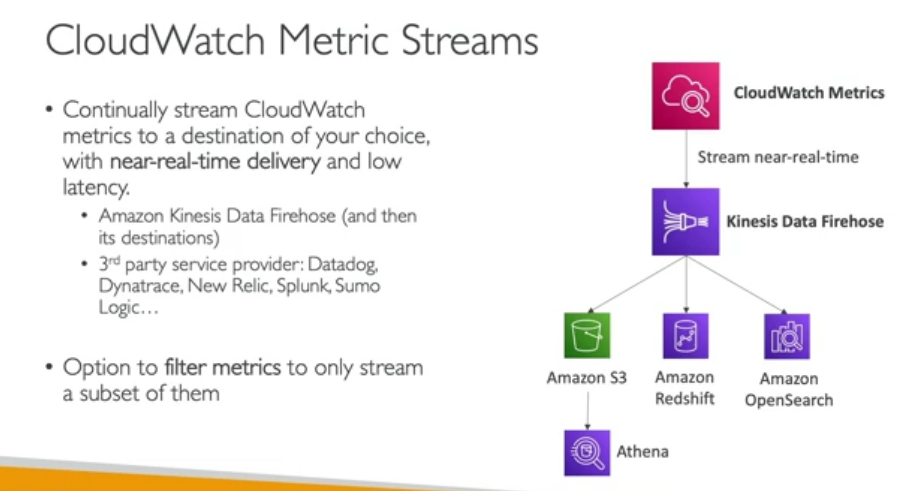 CloudWatch Metric Streams
• Continually stream CloudWatch
metrics to a destination of your choice,
with near-real-time delivery and low
latency.
• Amazon Kinesis Data Firehose (and then
its destinations)
• 3rd party service provider: Datadog,
Dynatrace, New Relic, Splunk, Sumo
Logic…
• Option to filter metrics to only stream
a subset of them
CloudWatch Metrics
Stream near-real-time
Kinesis Data Firehose
Amazon S3
Amazon
Redshift
Amazon
OpenSearch
Athena